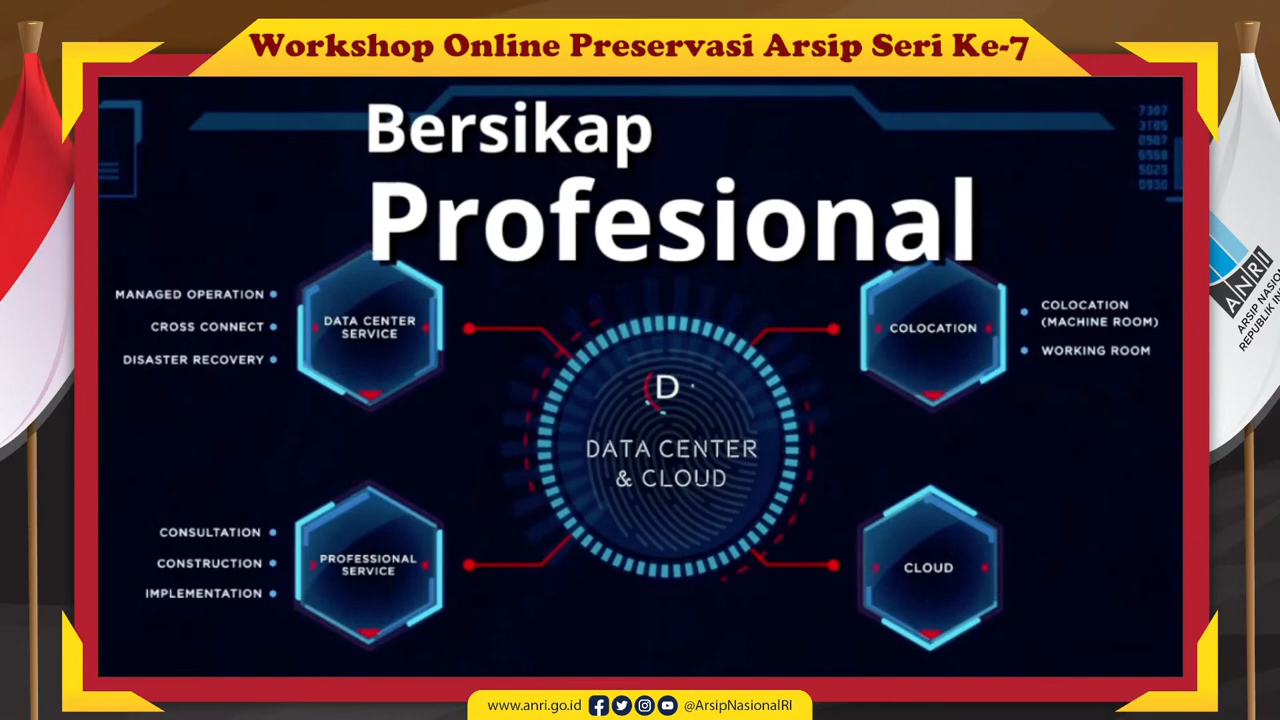 Workshop Online Preservasi Arsip Seri Ke-7
Bersikap
Profesional
7307
MANAGED OPERATION
CROSS CONNECT
DISASTER RECOVERY
DATA CENTER
SERVICE
COLOCATION
COLOCATION
(MACHINE ROOM)
WORKING ROOM
D
DATA CENTER
& CLOUD
CONSULTATION
CONSTRUCTION
IMPLEMENTATION
PROFESSIONAL
SERVICE
CLOUD
ANRI
ARSIP
REPUBLIK
www.anri.go.id
@ArsipNasionalRI